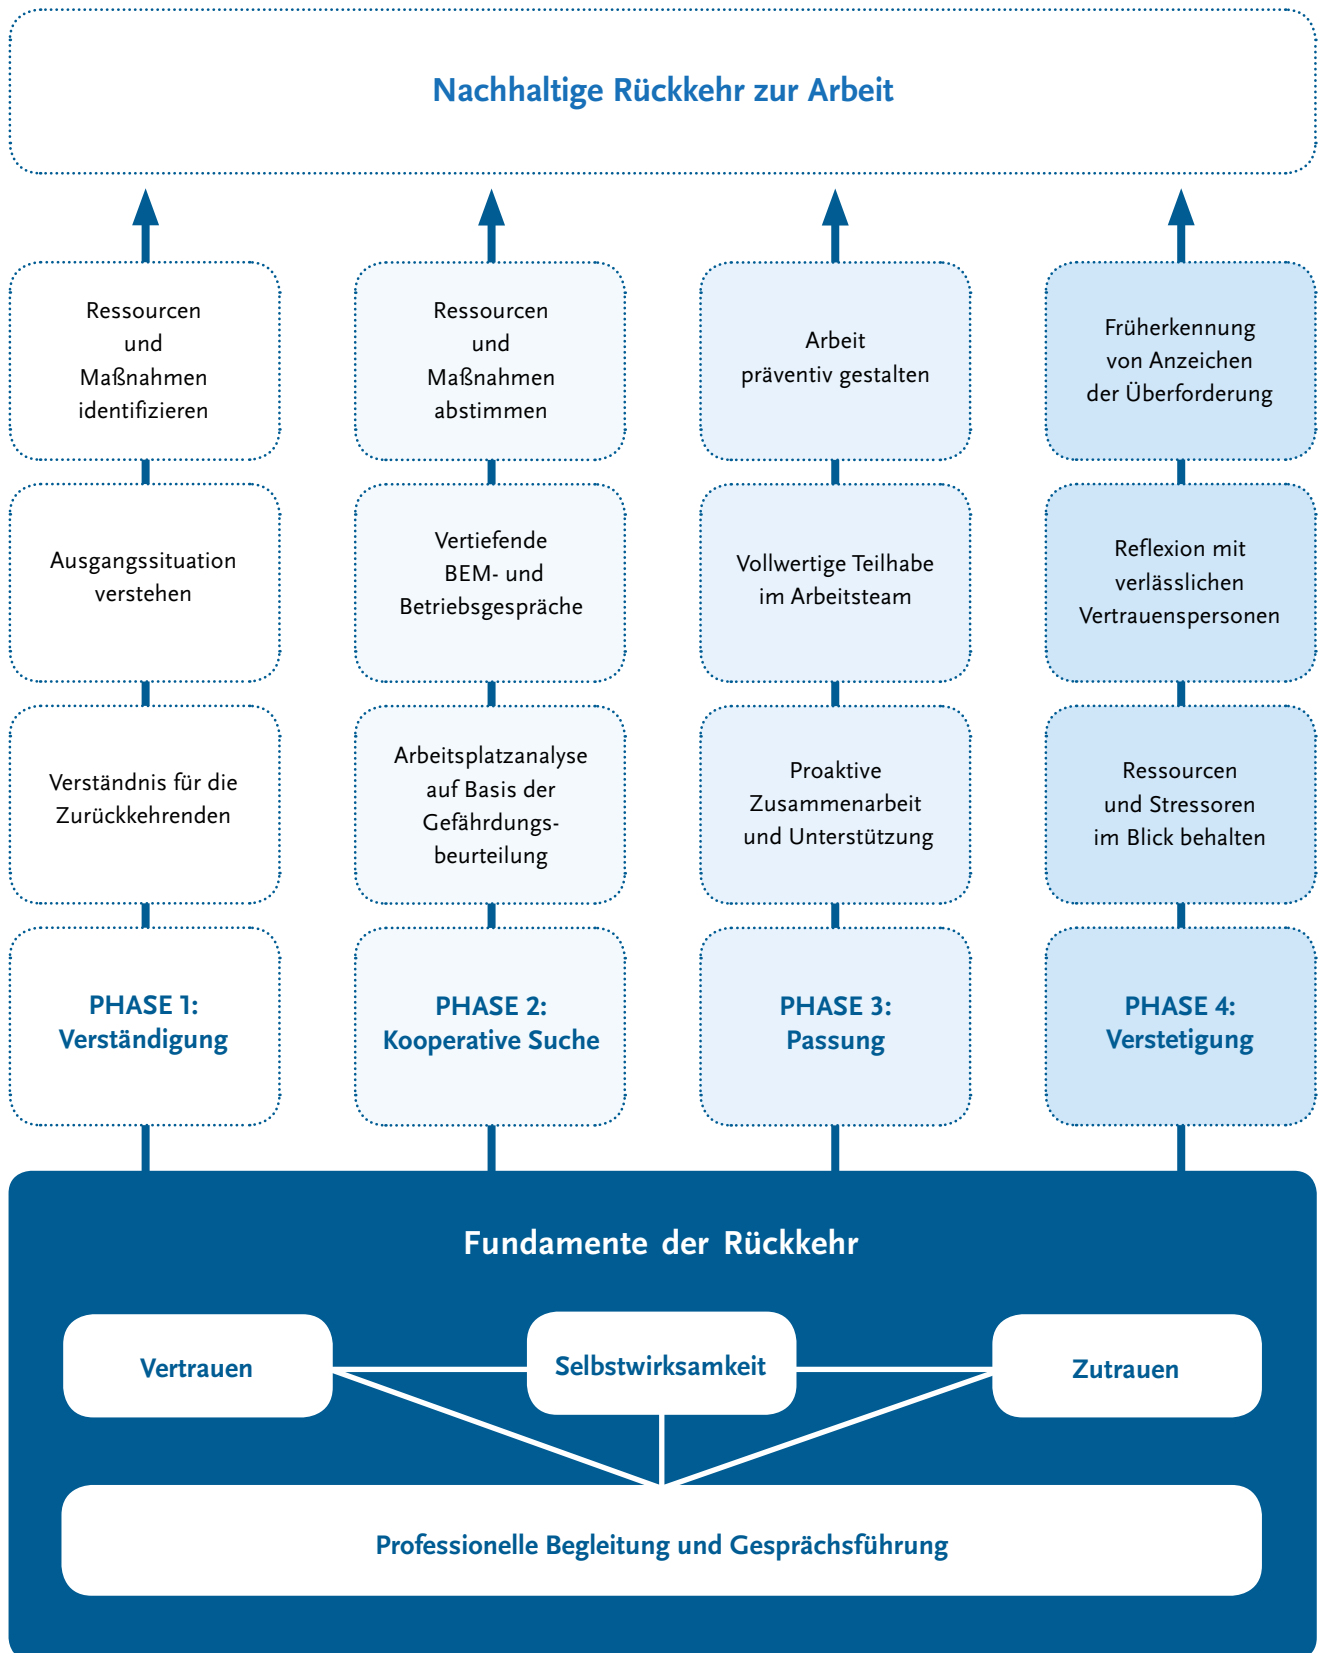 Nachhaltige Rückkehr zur Arbeit
Ressourcen
und
Maßnahmen
identifizieren
Ressourcen
und
Maßnahmen
abstimmen
Arbeit
präventiv gestalten
Früherkennung
von Anzeichen
der Überforderung
Ausgangssituation
verstehen
Vertiefende
BEM- und
Betriebsgespräche
Vollwertige Teilhabe
im Arbeitsteam
Reflexion mit
verlässlichen
Vertrauenspersonen
Verständnis für die
Zurückkehrenden
Arbeitsplatzanalyse
auf Basis der
Gefährdungs-
beurteilung
Proaktive
Zusammenarbeit
und Unterstützung
Ressourcen
und Stressoren
im Blick behalten
PHASE 1:
Verständigung
PHASE 2:
Kooperative Suche
PHASE 3:
Passung
PHASE 4:
Verstetigung
Fundamente der Rückkehr
Vertrauen
Selbstwirksamkeit
Zutrauen
Professionelle Begleitung und Gesprächsführung